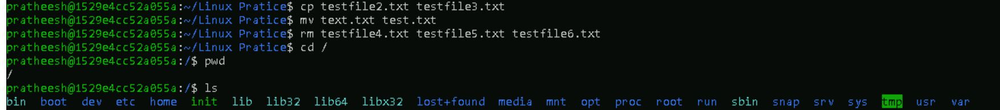 pratheesh@1529e4cc52a055a:~/Linux Pratice$ cp testfile2.txt testfile3.txt
pratheesh@1529e4cc52a055a:~/Linux Pratice$ mv text.txt test.txt
pratheesh@1529e4cc52a055a:~/Linux Pratice$ rm testfile4.txt testfile5.txt testfile6.txt
pratheesh@1529e4cc52a055a:~/Linux Pratice$ cd /
pratheesh@1529e4cc52a055a:/$ pwd
/
pratheesh@1529e4cc52a055a:/$ ls
bin boot dev etc home init lib lib32 lib64 libx32 lost+found media mnt opt proc root run sbin snap srv sys tmp usr var